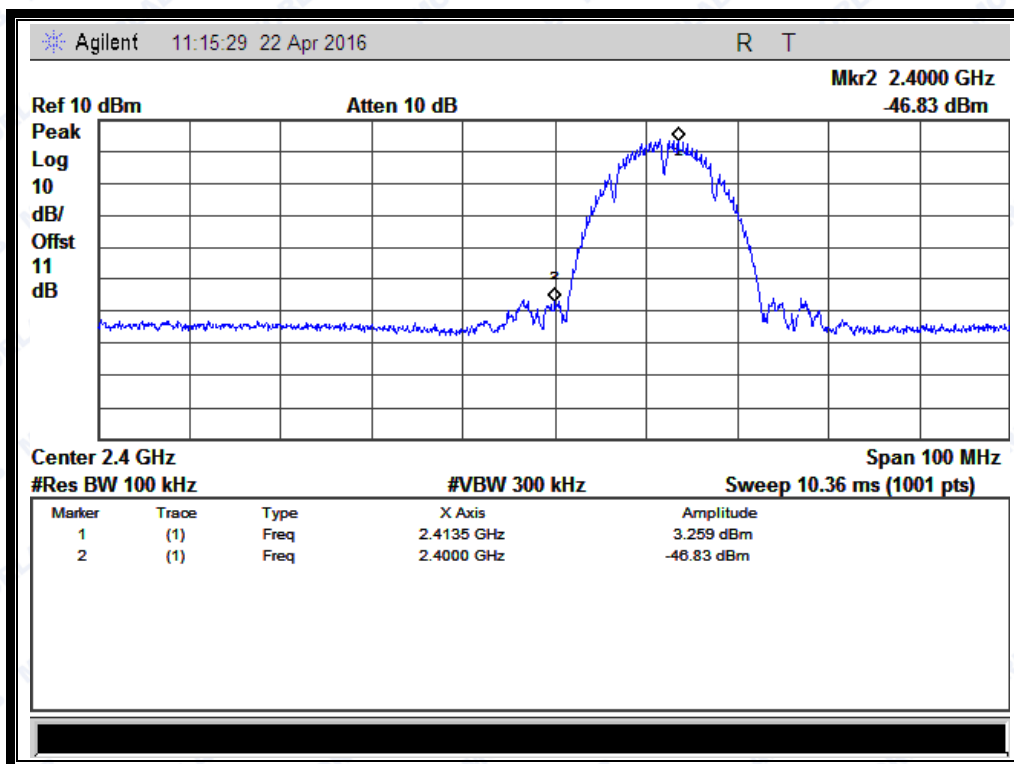 Agilent 11:15:29 22 Apr 2016 R T
Mkr2 2.4000 GHz
Ref 10 dBm Atten 10 dB -46.83 dBm
Peak
Log
10
dB/
Offst
11
dB
1
2
Center 2.4 GHz Span 100 MHz
#Res BW 100 kHz #VBW 300 kHz Sweep 10.36 ms (1001 pts)
Marker Trace Type X Axis Amplitude
1 (1) Freq 2.4135 GHz 3.259 dBm
2 (1) Freq 2.4000 GHz -46.83 dBm